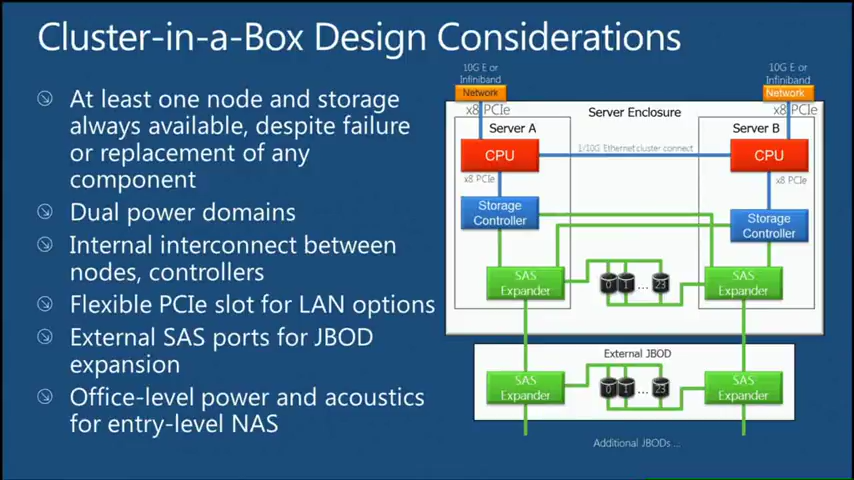 Cluster-in-a-Box Design Considerations
At least one node and storage
always available, despite failure
or replacement of any
component
Dual power domains
Internal interconnect between
nodes, controllers
Flexible PCIe slot for LAN options
External SAS ports for JBOD
expansion
Office-level power and acoustics
for entry-level NAS
10G E or
Infiniband
Network
x8 PCIe
10G E or
Infiniband
Network
x8 PCIe
Server Enclosure
Server A
Server B
CPU
1/10G Ethernet cluster connect
CPU
x8 PCIe
x8 PCIe
Storage
Controller
Storage
Controller
SAS
Expander
0 1 ... 23
SAS
Expander
External JBOD
SAS
Expander
0 1 ... 23
SAS
Expander
Additional JBODs ...